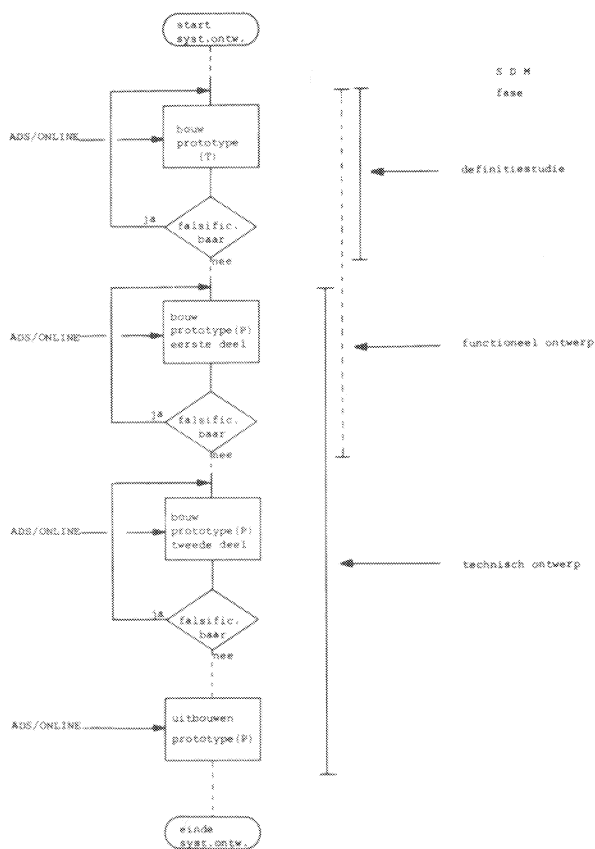 start
syst.ontw.
S D M
fase
ADS/ONLINE
bouw
prototype
(T)
definitiestudie
ja
falsific.
baar
nee
ADS/ONLINE
bouw
prototype(P)
eerste deel
functioneel ontwerp
ja
falsific.
baar
nee
ADS/ONLINE
bouw
prototype(P)
tweede deel
technisch ontwerp
ja
falsific.
baar
nee
ADS/ONLINE
uitbouwen
prototype(P)
einde
syst.ontw.